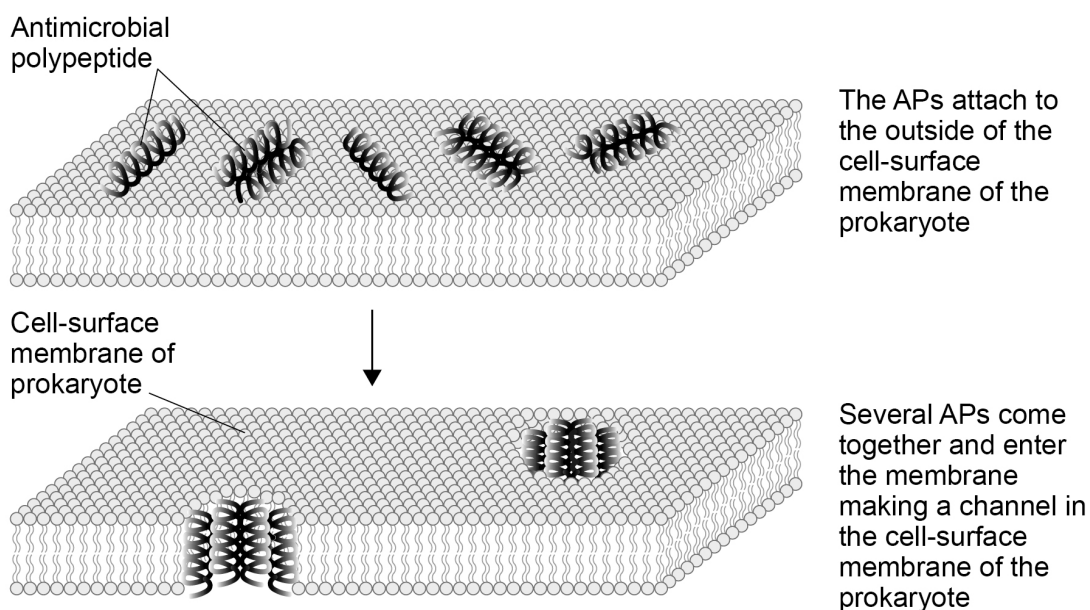 Antimicrobial
polypeptide
The APs attach to
the outside of the
cell-surface
membrane of the
prokaryote
Cell-surface
membrane of
prokaryote
Several APs come
together and enter
the membrane
making a channel in
the cell-surface
membrane of the
prokaryote